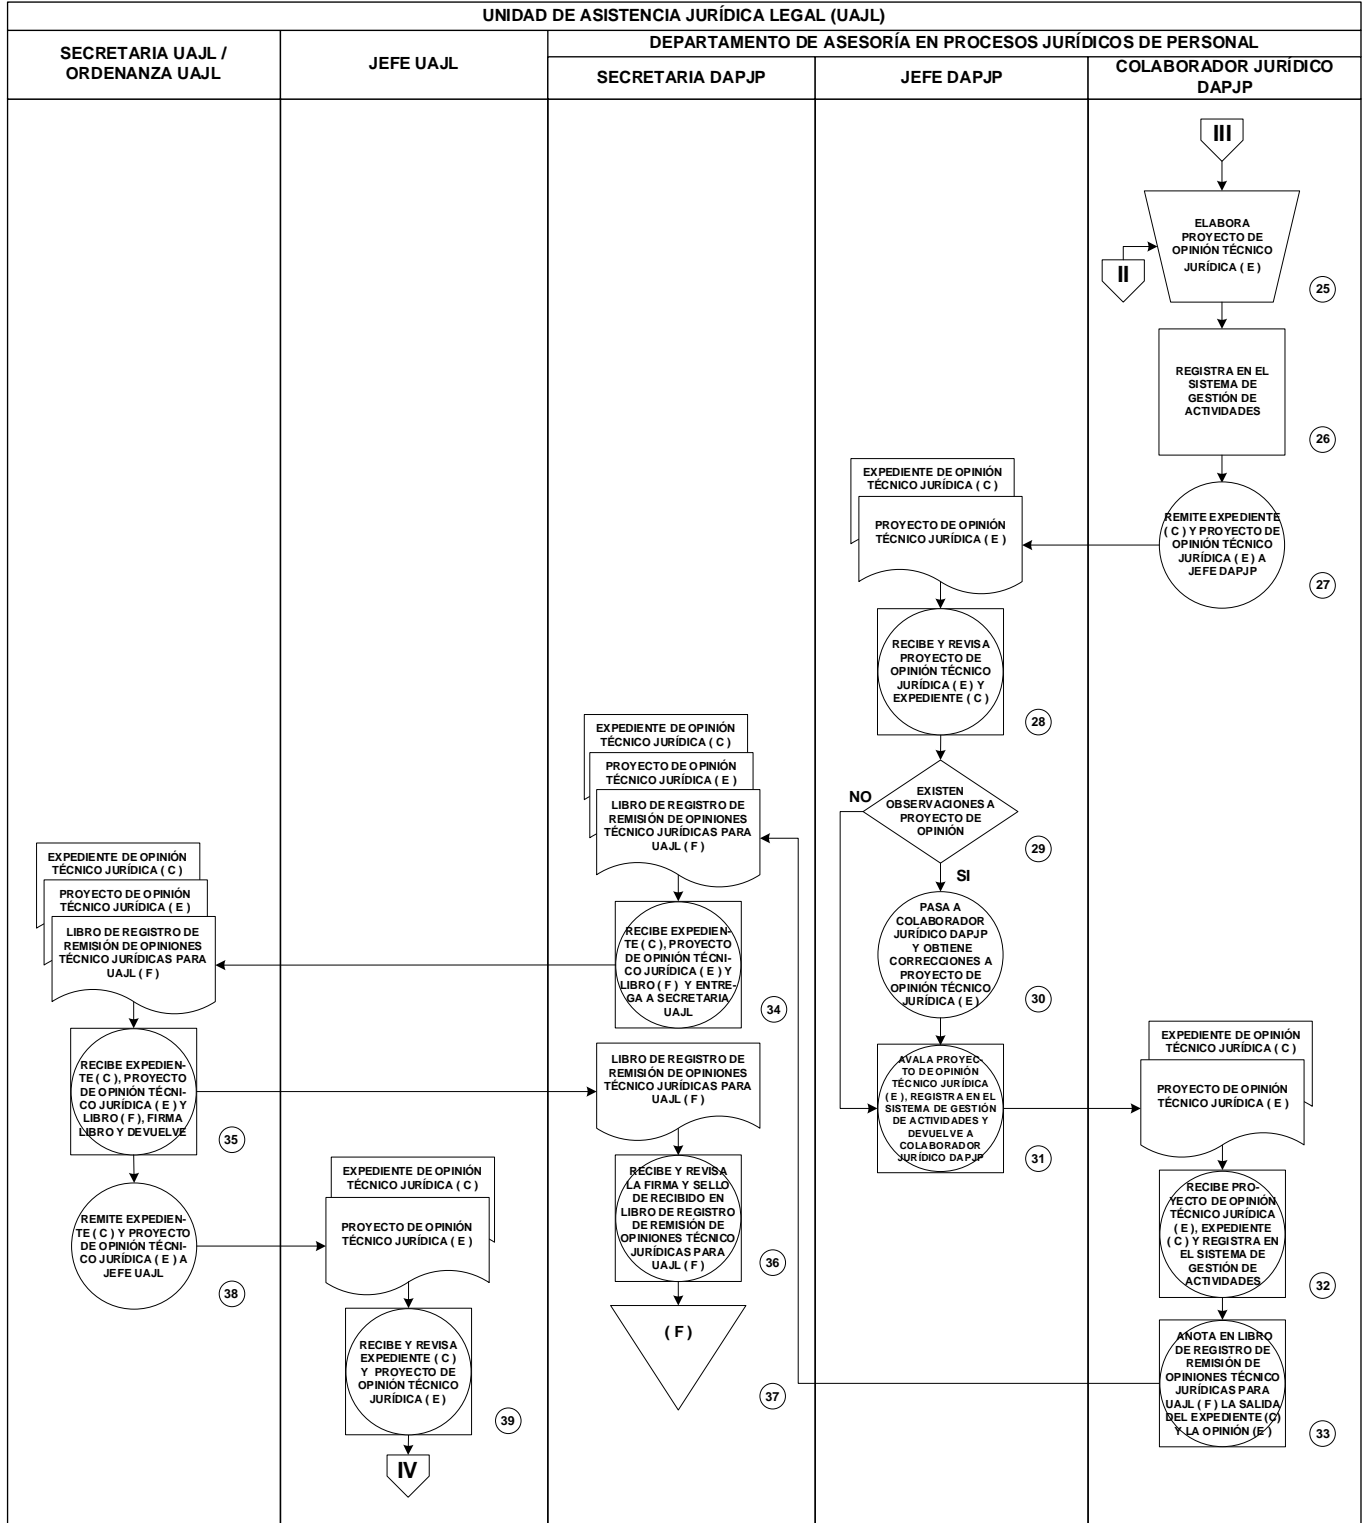 UNIDAD DE ASISTENCIA JURÍDICA LEGAL (UAJL)
SECRETARIA UAJL /
ORDENANZA UAJL
JEFE UAJL
DEPARTAMENTO DE ASESORÍA EN PROCESOS JURÍDICOS DE PERSONAL
SECRETARIA DAPJP
JEFE DAPJP
COLABORADOR JURÍDICO
DAPJP
III
ELABORA
PROYECTO DE
OPINIÓN TÉCNICO
JURÍDICA ( E )
II
25
REGISTRA EN EL
SISTEMA DE
GESTIÓN DE
ACTIVIDADES
26
REMITE EXPEDIENTE
( C ) Y PROYECTO DE
OPINIÓN TÉCNICO
JURÍDICA ( E ) A
JEFE DAPJP
27
EXPEDIENTE DE OPINIÓN
TÉCNICO JURÍDICA ( C )
PROYECTO DE OPINIÓN
TÉCNICO JURÍDICA ( E )
RECIBE Y REVISA
PROYECTO DE
OPINIÓN TÉCNICO
JURÍDICA ( E ) Y
EXPEDIENTE ( C )
28
EXISTEN
OBSERVACIONES A
PROYECTO DE
OPINIÓN
NO
29
SI
PASA A
COLABORADOR
JURÍDICO DAPJP
Y OBTIENE
CORRECCIONES A
PROYECTO DE
OPINIÓN TÉCNICO
JURÍDICA ( E )
30
AVALA PROYEC-
TO DE OPINIÓN
TÉCNICO JURÍDICA
( E ), REGISTRA EN EL
SISTEMA DE GESTIÓN
DE ACTIVIDADES Y
DEVUELVE A
COLABORADOR
JURÍDICO DAPJP
31
EXPEDIENTE DE OPINIÓN
TÉCNICO JURÍDICA ( C )
PROYECTO DE OPINIÓN
TÉCNICO JURÍDICA ( E )
RECIBE PRO-
YECTO DE OPINIÓN
TÉCNICO JURÍDICA
( E ), EXPEDIENTE
( C ) Y REGISTRA EN
EL SISTEMA DE
GESTIÓN DE
ACTIVIDADES
32
ANOTA EN LIBRO
DE REGISTRO DE
REMISIÓN DE
OPINIONES TÉCNICO
JURÍDICAS PARA
UAJL ( F ) LA SALIDA
DEL EXPEDIENTE (C)
Y LA OPINIÓN (E )
33
EXPEDIENTE DE OPINIÓN
TÉCNICO JURÍDICA ( C )
PROYECTO DE OPINIÓN
TÉCNICO JURÍDICA ( E )
LIBRO DE REGISTRO DE
REMISIÓN DE OPINIONES
TÉCNICO JURÍDICAS PARA
UAJL ( F )
RECIBE EXPEDIEN-
TE ( C ), PROYECTO
DE OPINIÓN TÉCNI-
CO JURÍDICA ( E ) Y
LIBRO ( F ) Y ENTRE-
GA A SECRETARIA
UAJL
34
EXPEDIENTE DE OPINIÓN
TÉCNICO JURÍDICA ( C )
PROYECTO DE OPINIÓN
TÉCNICO JURÍDICA ( E )
LIBRO DE REGISTRO DE
REMISIÓN DE OPINIONES
TÉCNICO JURÍDICAS PARA
UAJL ( F )
RECIBE EXPEDIEN-
TE ( C ), PROYECTO
DE OPINIÓN TÉCNI-
CO JURÍDICA ( E ) Y
LIBRO ( F ), FIRMA
LIBRO Y DEVUELVE
35
LIBRO DE REGISTRO DE
REMISIÓN DE OPINIONES
TÉCNICO JURÍDICAS PARA
UAJL ( F )
RECIBE Y REVISA
LA FIRMA Y SELLO
DE RECIBIDO EN
LIBRO DE REGISTRO
DE REMISIÓN DE
OPINIONES TÉCNICO
JURÍDICAS PARA
UAJL ( F )
36
( F )
37
REMITE EXPEDIEN-
TE ( C ) Y PROYECTO
DE OPINIÓN TÉCNI-
CO JURÍDICA ( E ) A
JEFE UAJL
38
EXPEDIENTE DE OPINIÓN
TÉCNICO JURÍDICA ( C )
PROYECTO DE OPINIÓN
TÉCNICO JURÍDICA ( E )
RECIBE Y REVISA
EXPEDIENTE ( C )
Y PROYECTO DE
OPINIÓN TÉCNICO
JURÍDICA ( E )
39
IV